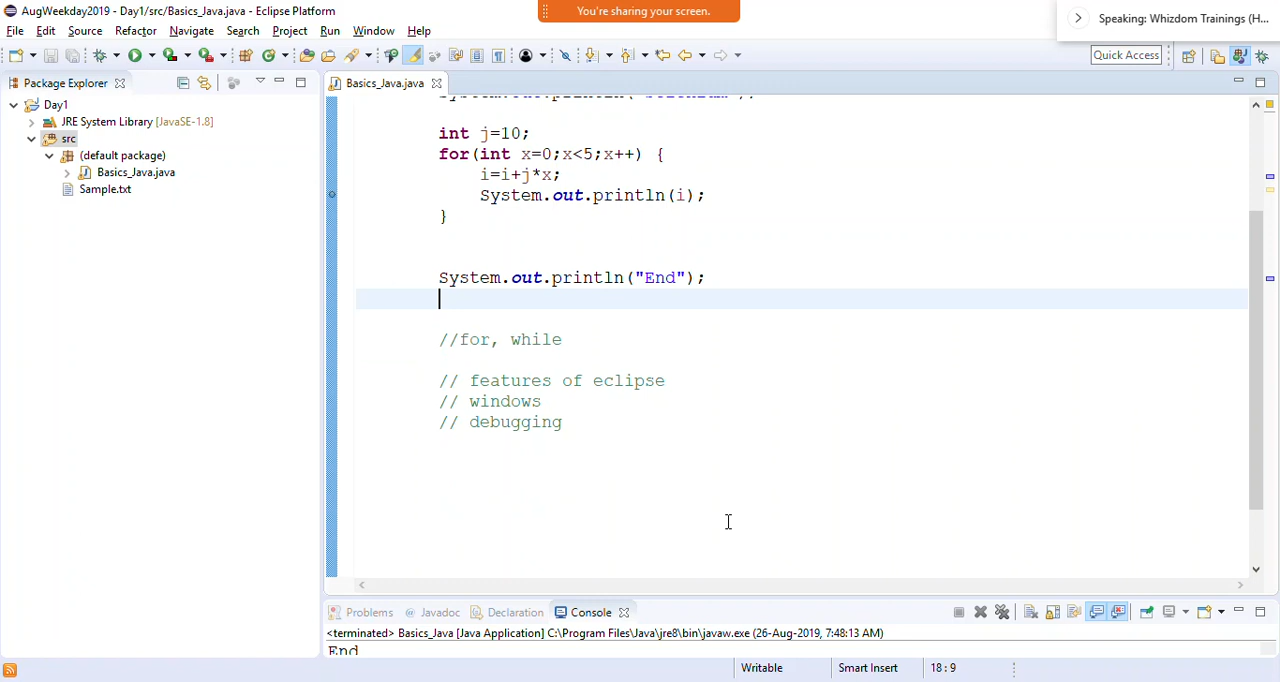 AugWeekday2019 - Day1/src/Basics_Java.java - Eclipse Platform
You're sharing your screen.
Speaking: Whizdom Trainings (H...
File Edit Source Refactor Navigate Search Project Run Window Help
Quick Access
Package Explorer
Basics_Java.java
Day1
JRE System Library [JavaSE-1.8]
src
(default package)
Basics_Java.java
Sample.txt
int j=10;
for(int x=0;x<5;x++) {
i=i+j*x;
System.out.println(i);
}
System.out.println("End");
//for, while
// features of eclipse
// windows
// debugging
Problems @ Javadoc Declaration Console
<terminated> Basics_Java [Java Application] C:\Program Files\Java\jre8\bin\javaw.exe (26-Aug-2019, 7:48:13 AM)
End
Writable Smart Insert 18:9